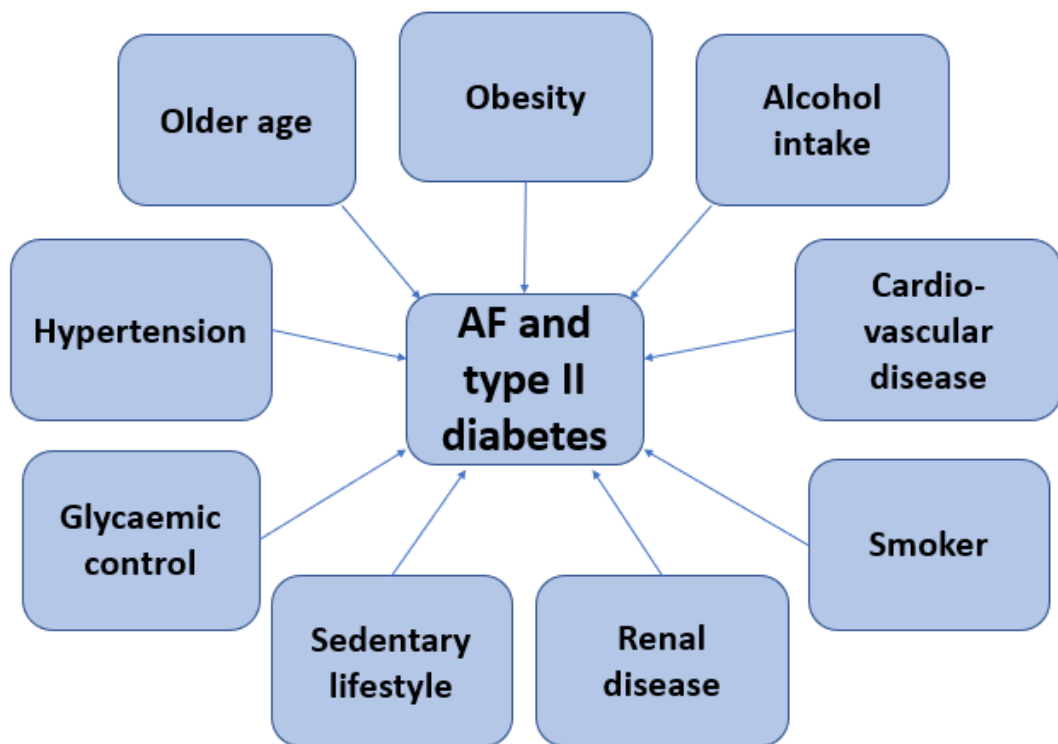 Older age
Obesity
Alcohol
intake
Hypertension
AF and
type II
diabetes
Cardio-
vascular
disease
Glycaemic
control
Sedentary
lifestyle
Renal
disease
Smoker